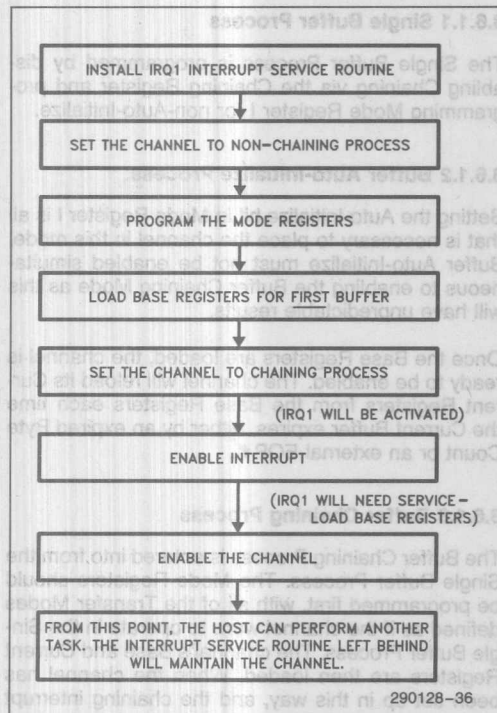 INSTALL IRQ1 INTERRUPT SERVICE ROUTINE
SET THE CHANNEL TO NON-CHAINING PROCESS
PROGRAM THE MODE REGISTERS
LOAD BASE REGISTERS FOR FIRST BUFFER
SET THE CHANNEL TO CHAINING PROCESS
(IRQ1 WILL BE ACTIVATED)
ENABLE INTERRUPT
(IRQ1 WILL NEED SERVICE-
LOAD BASE REGISTERS)
ENABLE THE CHANNEL
FROM THIS POINT, THE HOST CAN PERFORM ANOTHER
TASK. THE INTERRUPT SERVICE ROUTINE LEFT BEHIND
WILL MAINTAIN THE CHANNEL.
290128-36